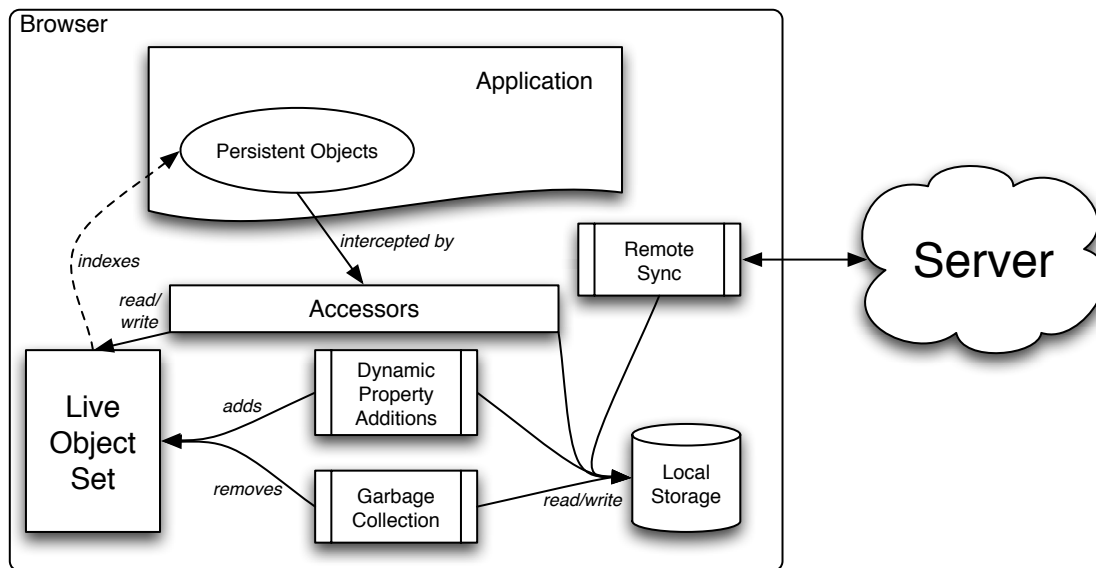 Browser
Application
Persistent Objects
intercepted by
indexes
Remote
Sync
Server
read/
write
Accessors
Live
Object
Set
adds
Dynamic
Property
Additions
removes
Garbage
Collection
read/write
Local
Storage